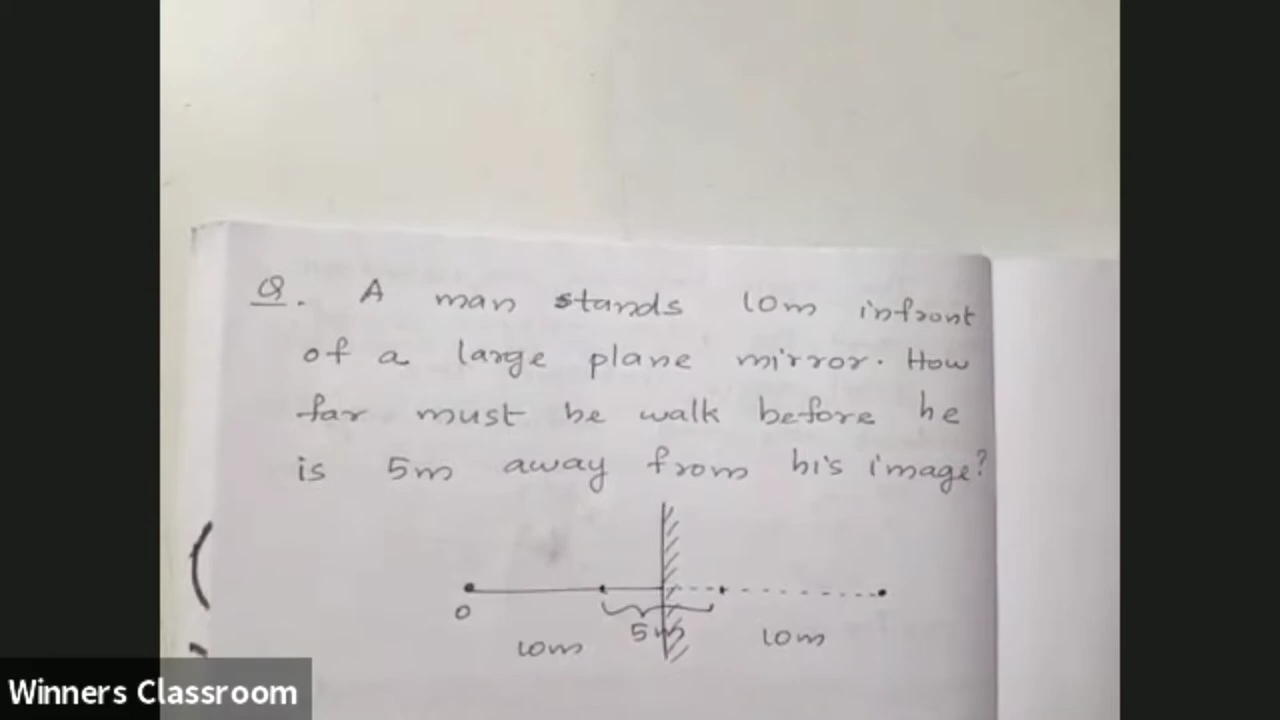 Q. A man stands 10m infront
of a large plane mirror. How
far must he walk before he
is 5m away from his image?
O
10m
5m
10m
Winners Classroom